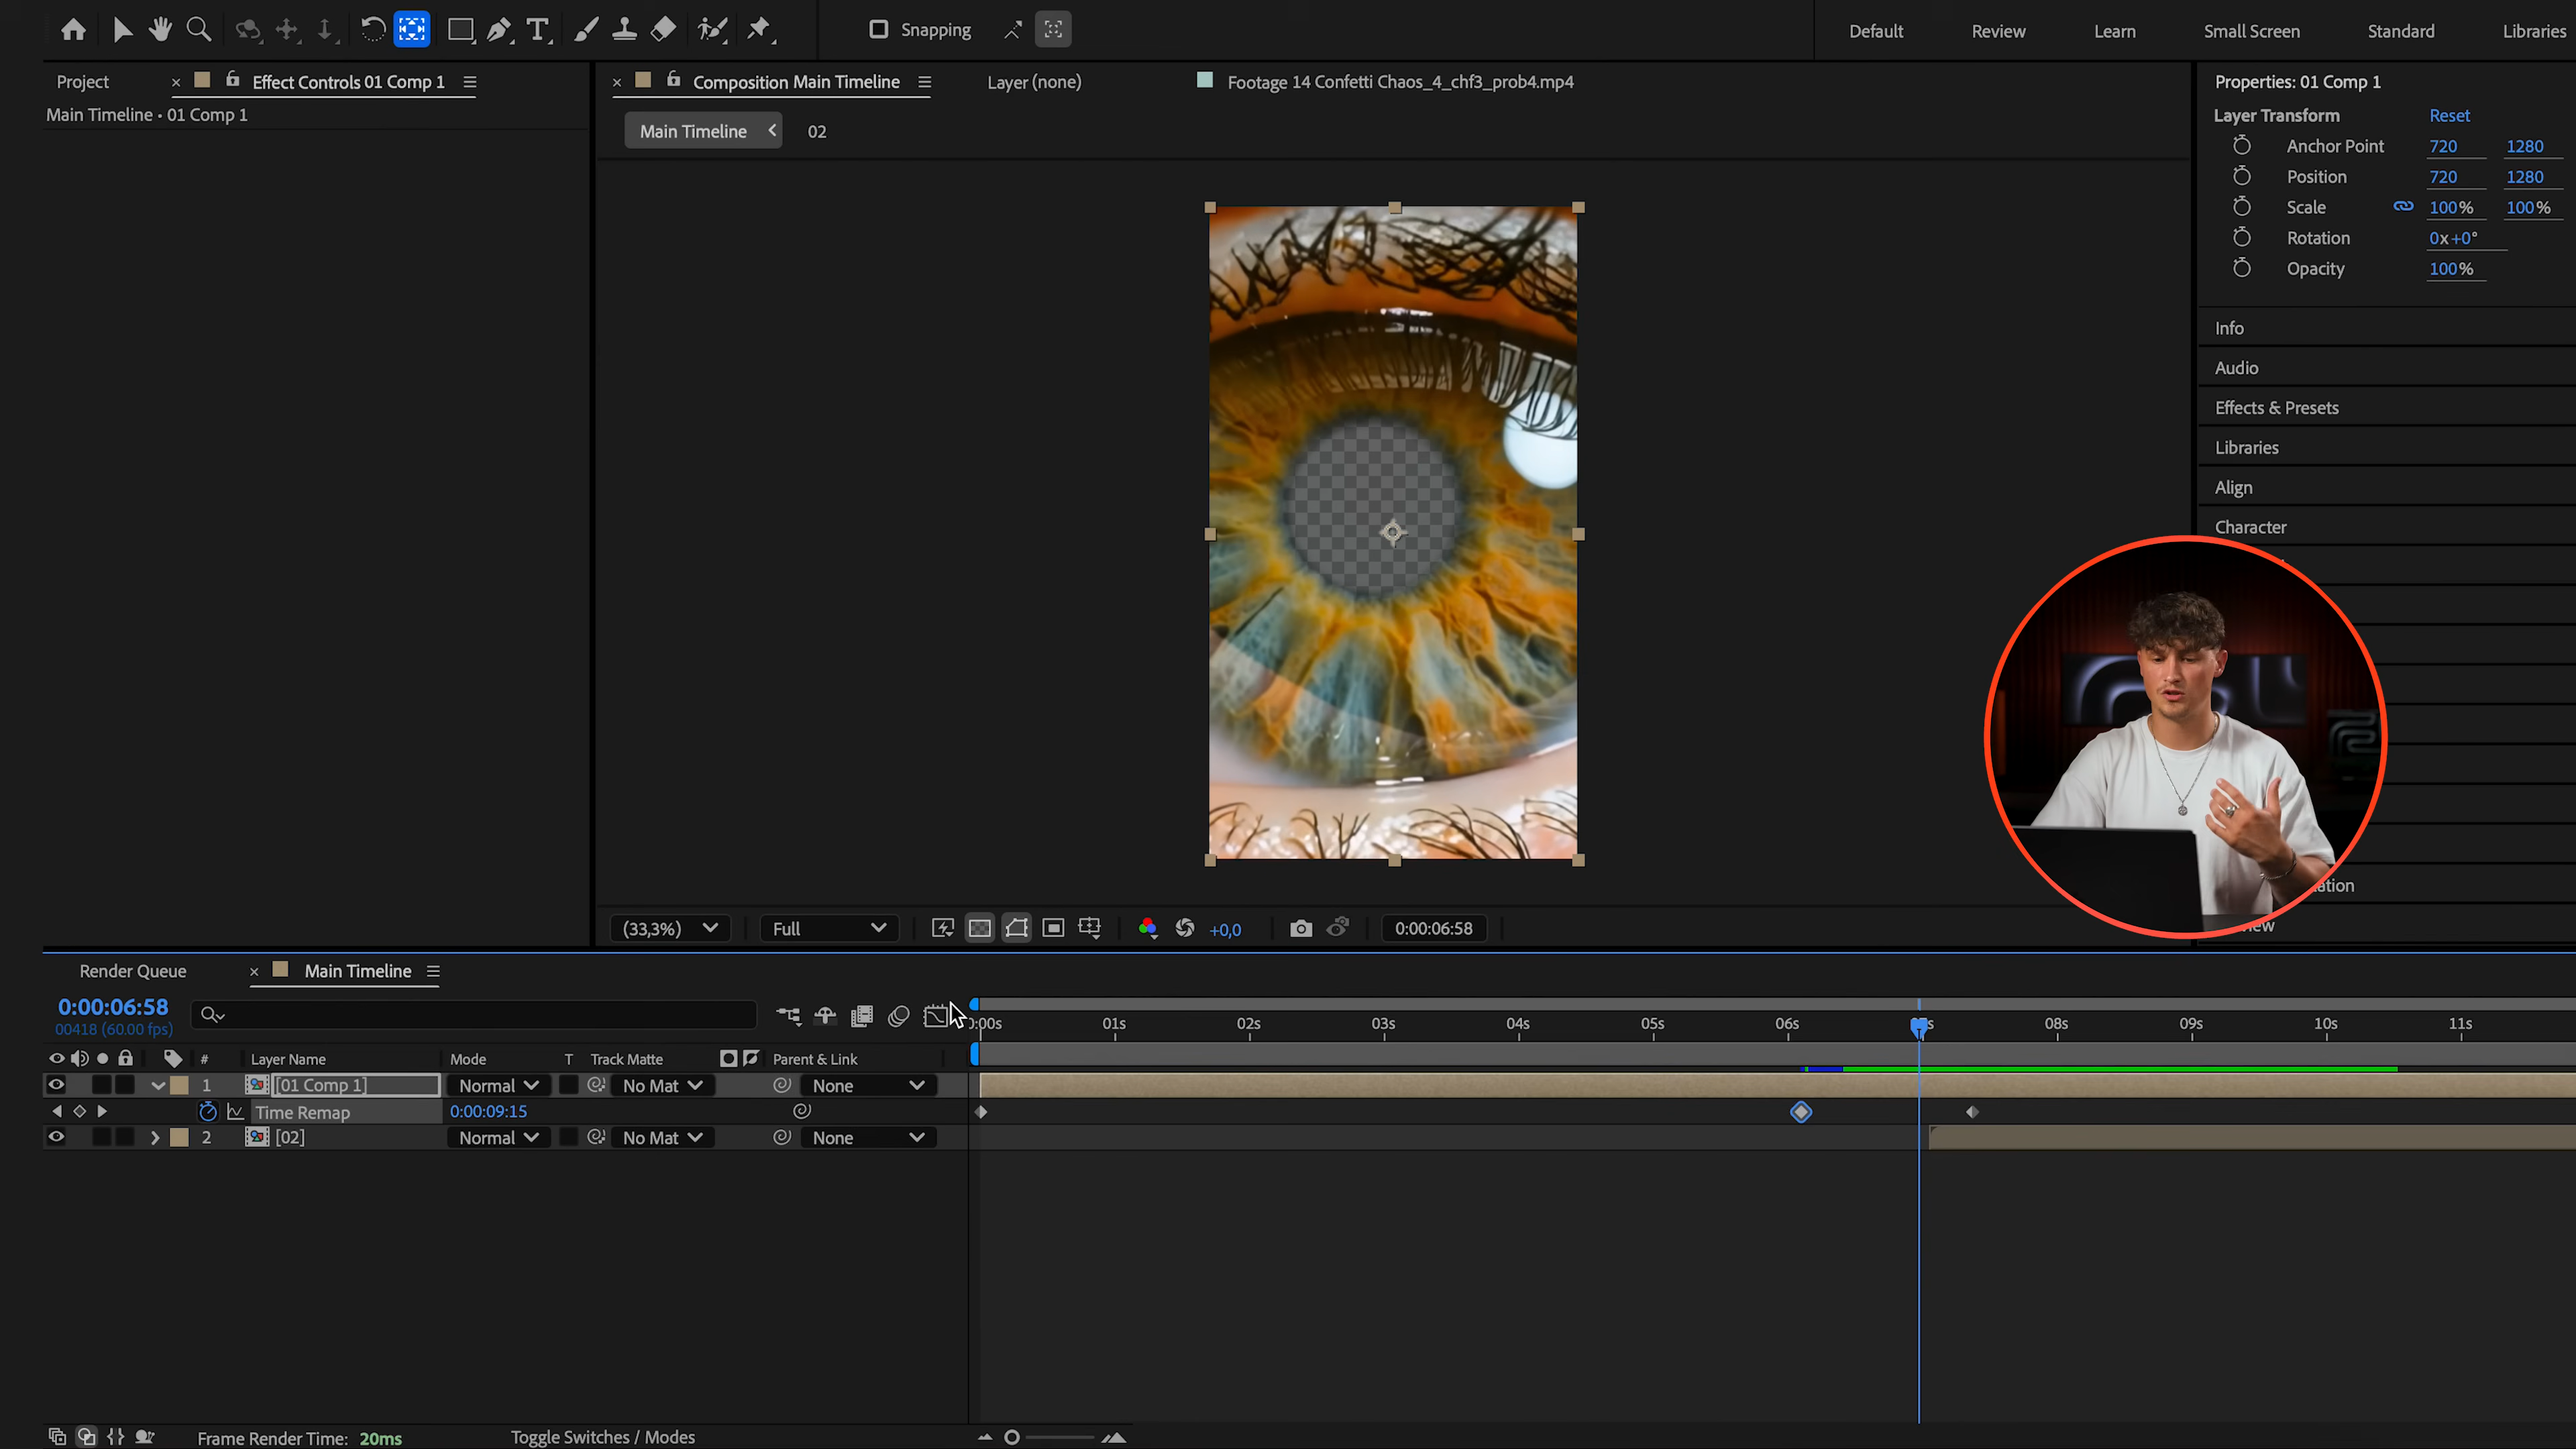 Snapping
Default Review Learn Small Screen Standard Libraries
Project × Effect Controls 01 Comp 1
Main Timeline • 01 Comp 1
× Composition Main Timeline Layer (none) Footage 14 Confetti Chaos_4_chf3_prob4.mp4
Main Timeline 02
Properties: 01 Comp 1
Layer Transform Reset
Anchor Point 720 1280
Position 720 1280
Scale 100% 100%
Rotation 0x+0°
Opacity 100%
Info
Audio
Effects & Presets
Libraries
Align
Character
(33,3%) Full +0,0 0:00:06:58
Render Queue × Main Timeline
0:00:06:58
00418 (60.00 fps)
0:00s 01s 02s 03s 04s 05s 06s 08s 09s 10s 11s
# Layer Name Mode T Track Matte Parent & Link
1 [01 Comp 1] Normal No Mat None
Time Remap 0:00:09:15
2 [02] Normal No Mat None
Frame Render Time: 20ms Toggle Switches / Modes